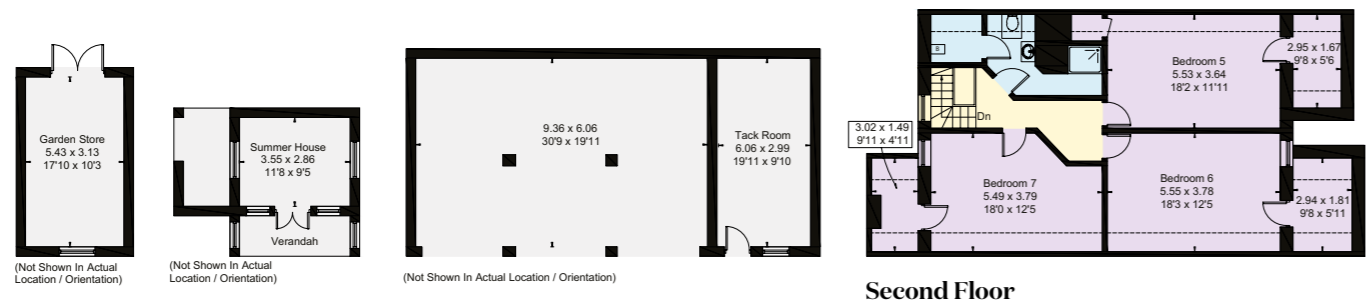 Garden Store
5.43 x 3.13
17'10 x 10'3
(Not Shown In Actual
Location / Orientation)
Summer House
3.55 x 2.86
11'8 x 9'5
Verandah
(Not Shown In Actual
Location / Orientation)
9.36 x 6.06
30'9 x 19'11
Tack Room
6.06 x 2.99
19'11 x 9'10
(Not Shown In Actual Location / Orientation)
B
Dn
Bedroom 5
5.53 x 3.64
18'2 x 11'11
2.95 x 1.67
9'8 x 5'6
3.02 x 1.49
9'11 x 4'11
Bedroom 7
5.49 x 3.79
18'0 x 12'5
Bedroom 6
5.55 x 3.78
18'3 x 12'5
2.94 x 1.81
9'8 x 5'11
Second Floor